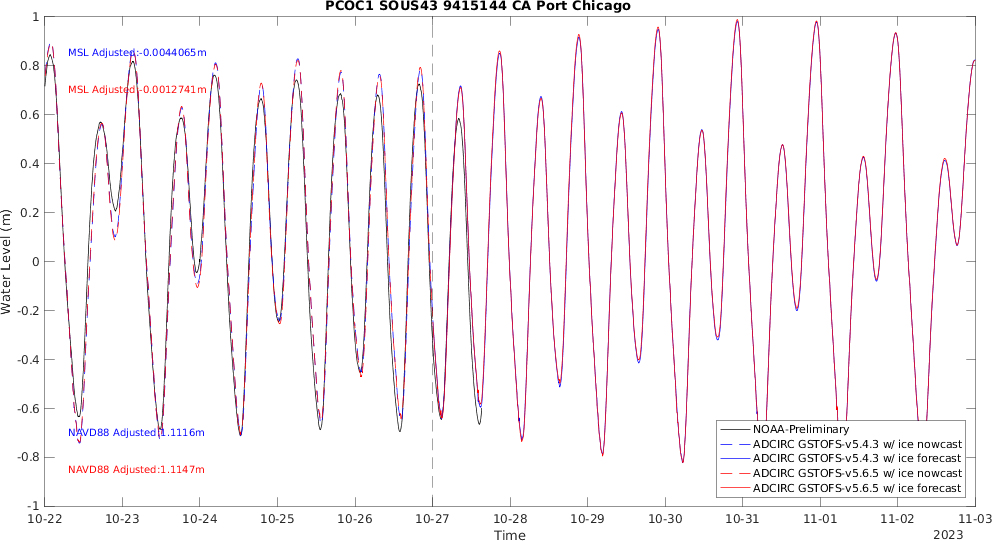 PCOC1 SOUS43 9415144 CA Port Chicago
1
0.8
0.6
0.4
0.2
0
-0.2
-0.4
-0.6
-0.8
-1
Water Level (m)
MSL Adjusted:-0.0044065m
MSL Adjusted:-0.0012741m
NAVD88 Adjusted:1.1116m
NAVD88 Adjusted:1.1147m
NOAA-Preliminary
ADCIRC GSTOFS-v5.4.3 w/ ice nowcast
ADCIRC GSTOFS-v5.4.3 w/ ice forecast
ADCIRC GSTOFS-v5.6.5 w/ ice nowcast
ADCIRC GSTOFS-v5.6.5 w/ ice forecast
10-22 10-23 10-24 10-25 10-26 10-27 10-28 10-29 10-30 10-31 11-01 11-02 11-03
Time
2023